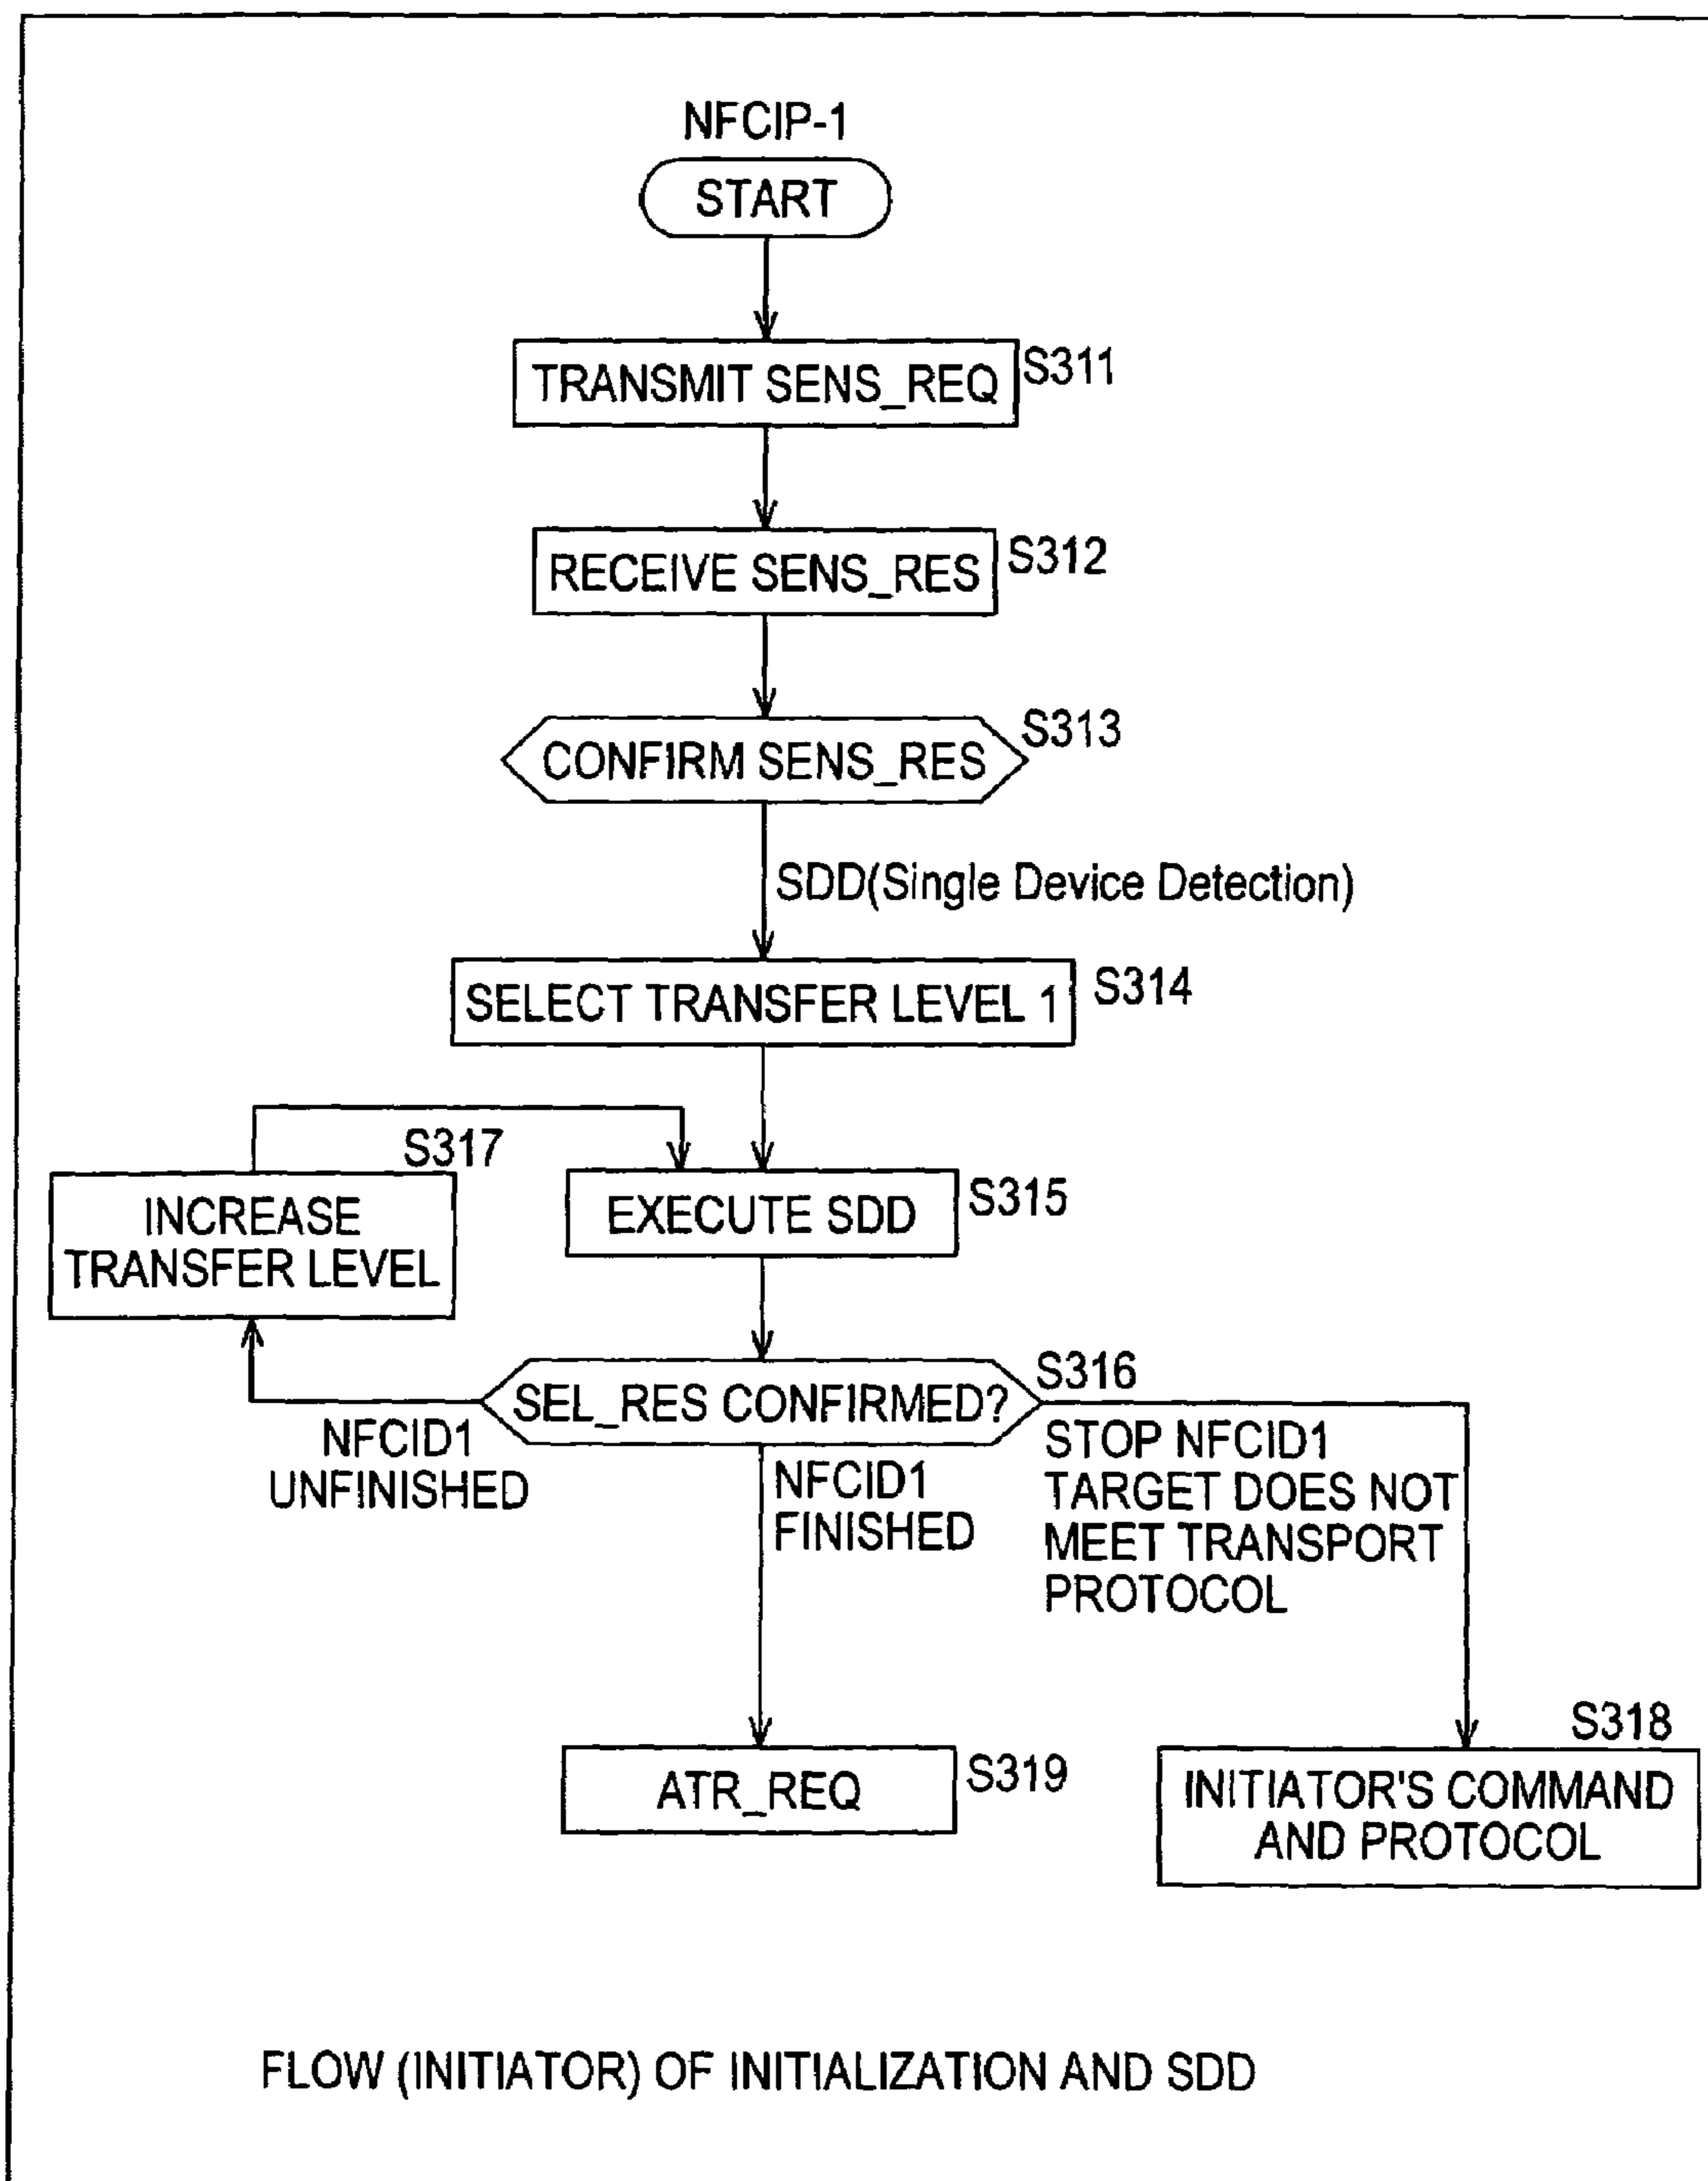 NFCIP-1
START
TRANSMIT SENS_REQ
S311
RECEIVE SENS_RES
S312
CONFIRM SENS_RES
S313
SDD(Single Device Detection)
SELECT TRANSFER LEVEL 1
S314
S317
INCREASE
TRANSFER LEVEL
EXECUTE SDD
S315
SEL_RES CONFIRMED?
S316
NFCID1
UNFINISHED
NFCID1
FINISHED
STOP NFCID1
TARGET DOES NOT
MEET TRANSPORT
PROTOCOL
ATR_REQ
S319
S318
INITIATOR'S COMMAND
AND PROTOCOL
FLOW (INITIATOR) OF INITIALIZATION AND SDD